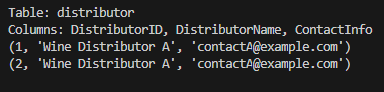 Table: distributor
Columns: DistributorID, DistributorName, ContactInfo
(1, 'Wine Distributor A', 'contactA@example.com')
(2, 'Wine Distributor A', 'contactA@example.com')